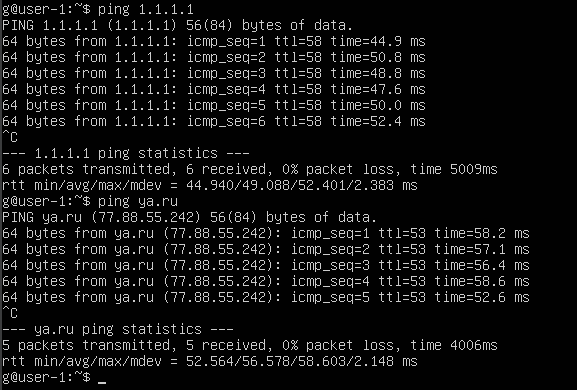 g@user-1:~$ ping 1.1.1.1
PING 1.1.1.1 (1.1.1.1) 56(84) bytes of data.
64 bytes from 1.1.1.1: icmp_seq=1 ttl=58 time=44.9 ms
64 bytes from 1.1.1.1: icmp_seq=2 ttl=58 time=50.8 ms
64 bytes from 1.1.1.1: icmp_seq=3 ttl=58 time=48.8 ms
64 bytes from 1.1.1.1: icmp_seq=4 ttl=58 time=47.6 ms
64 bytes from 1.1.1.1: icmp_seq=5 ttl=58 time=50.0 ms
64 bytes from 1.1.1.1: icmp_seq=6 ttl=58 time=52.4 ms
^C
--- 1.1.1.1 ping statistics ---
6 packets transmitted, 6 received, 0% packet loss, time 5009ms
rtt min/avg/max/mdev = 44.940/49.088/52.401/2.383 ms
g@user-1:~$ ping ya.ru
PING ya.ru (77.88.55.242) 56(84) bytes of data.
64 bytes from ya.ru (77.88.55.242): icmp_seq=1 ttl=53 time=58.2 ms
64 bytes from ya.ru (77.88.55.242): icmp_seq=2 ttl=53 time=57.1 ms
64 bytes from ya.ru (77.88.55.242): icmp_seq=3 ttl=53 time=56.4 ms
64 bytes from ya.ru (77.88.55.242): icmp_seq=4 ttl=53 time=58.6 ms
64 bytes from ya.ru (77.88.55.242): icmp_seq=5 ttl=53 time=52.6 ms
^C
--- ya.ru ping statistics ---
5 packets transmitted, 5 received, 0% packet loss, time 4006ms
rtt min/avg/max/mdev = 52.564/56.578/58.603/2.148 ms
g@user-1:~$ _